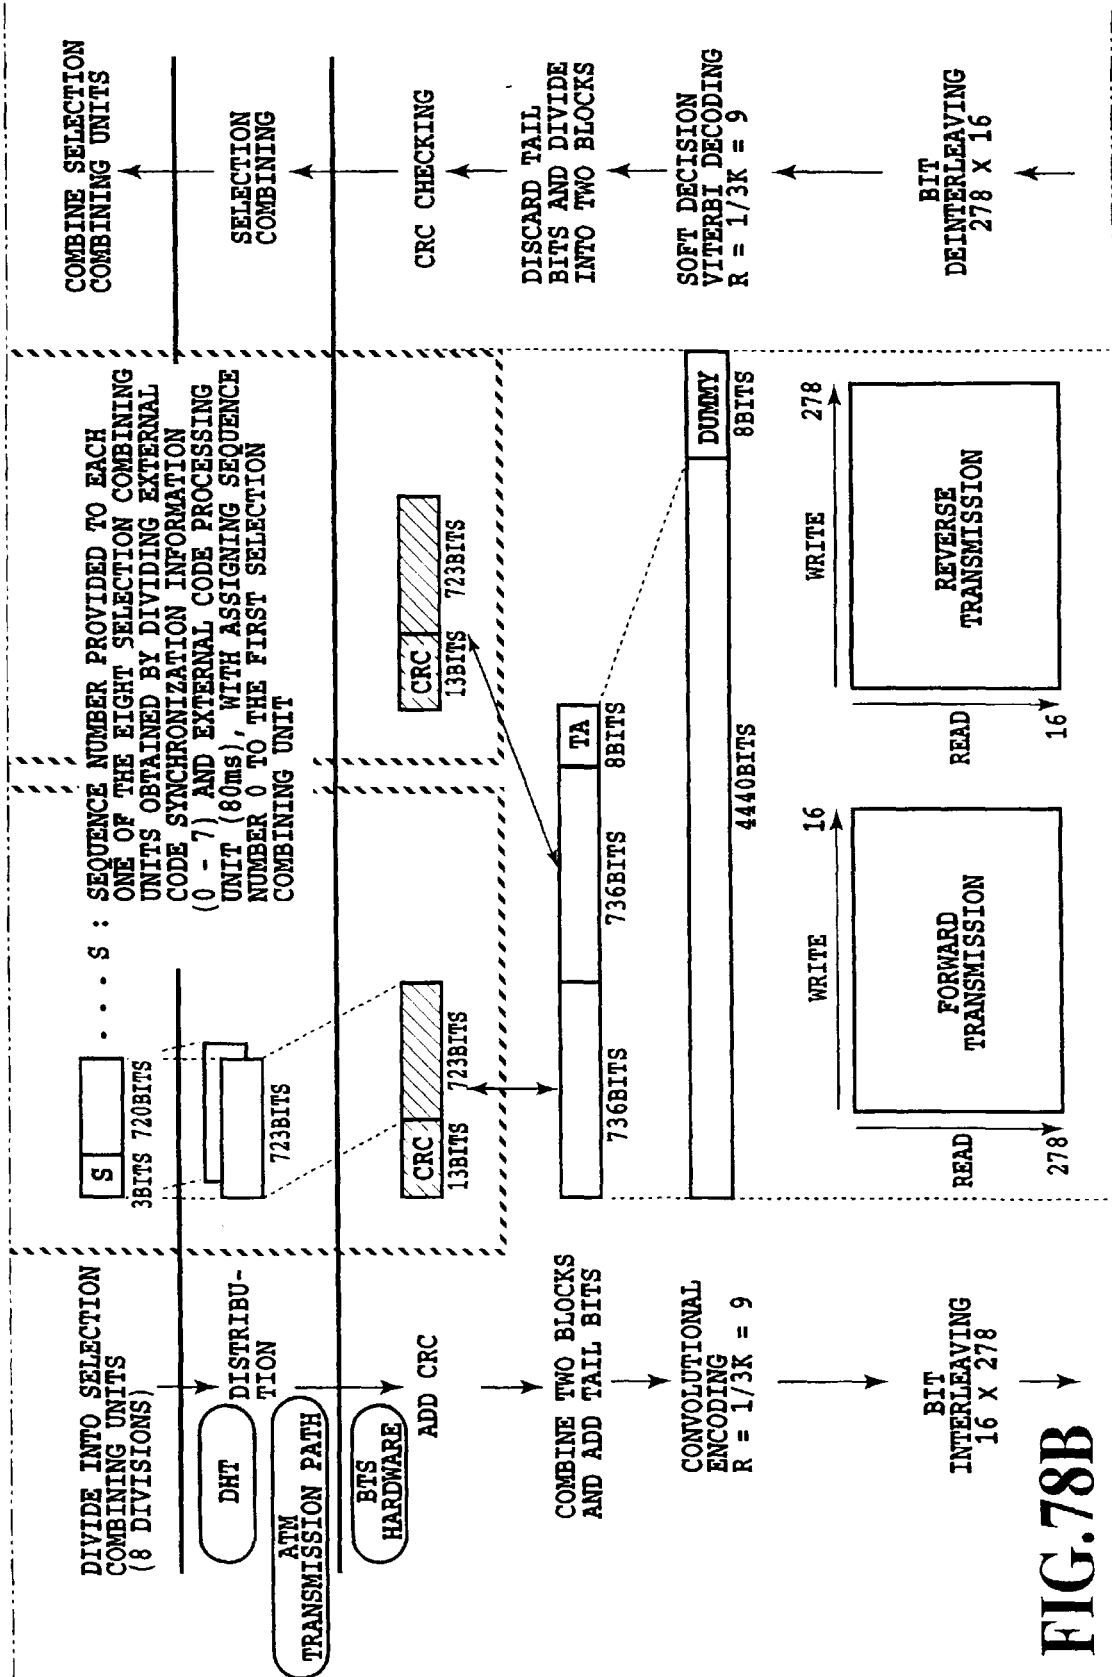 DIVIDE INTO SELECTION
COMBINING UNITS
(8 DIVISIONS)
DHT
DISTRIBU-
TION
ATM
TRANSMISSION PATH
BTS
HARDWARE
ADD CRC
COMBINE TWO BLOCKS
AND ADD TAIL BITS
CONVOLUTIONAL
ENCODING
R = 1/3K = 9
BIT
INTERLEAVING
16 X 278
S
3BITS 720BITS
· · · S : SEQUENCE NUMBER PROVIDED TO EACH
ONE OF THE EIGHT SELECTION COMBINING
UNITS OBTAINED BY DIVIDING EXTERNAL
CODE SYNCHRONIZATION INFORMATION
(0 - 7) AND EXTERNAL CODE PROCESSING
UNIT (80ms), WITH ASSIGNING SEQUENCE
NUMBER 0 TO THE FIRST SELECTION
COMBINING UNIT
723BITS
CRC
13BITS 723BITS
CRC
13BITS 723BITS
TA
736BITS 736BITS 8BITS
DUMMY
4440BITS 8BITS
WRITE 16
READ
278
FORWARD
TRANSMISSION
WRITE 278
READ
16
REVERSE
TRANSMISSION
COMBINE SELECTION
COMBINING UNITS
SELECTION
COMBINING
CRC CHECKING
DISCARD TAIL
BITS AND DIVIDE
INTO TWO BLOCKS
SOFT DECISION
VITERBI DECODING
R = 1/3K = 9
BIT
DEINTERLEAVING
278 X 16
FIG.78B